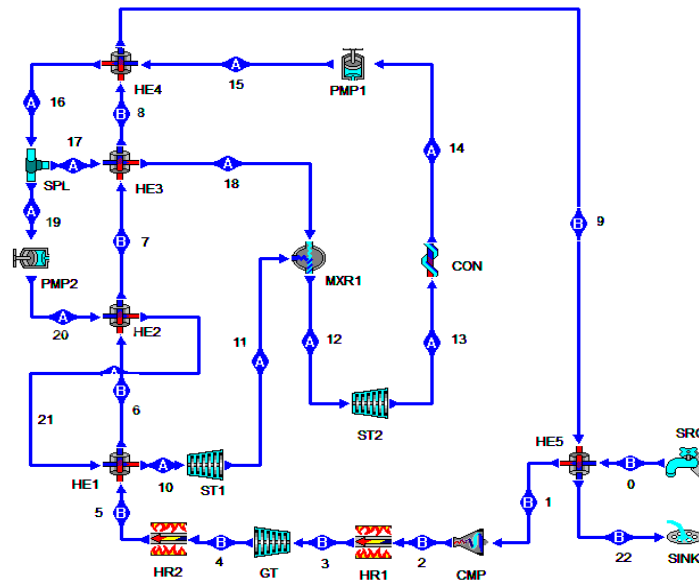 HE4
15
PMP1
16
8
17
14
SPL
HE3
18
19
7
9
PMP2
MXR1
CON
20
HE2
11
12
13
21
6
ST2
HE5
SRC
HE1
10
ST1
0
5
1
4
3
2
22
HR2
GT
HR1
CMP
SINK
A
A
A
A
A
A
A
A
A
A
A
A
B
B
B
B
B
B
B
B
B
B
B